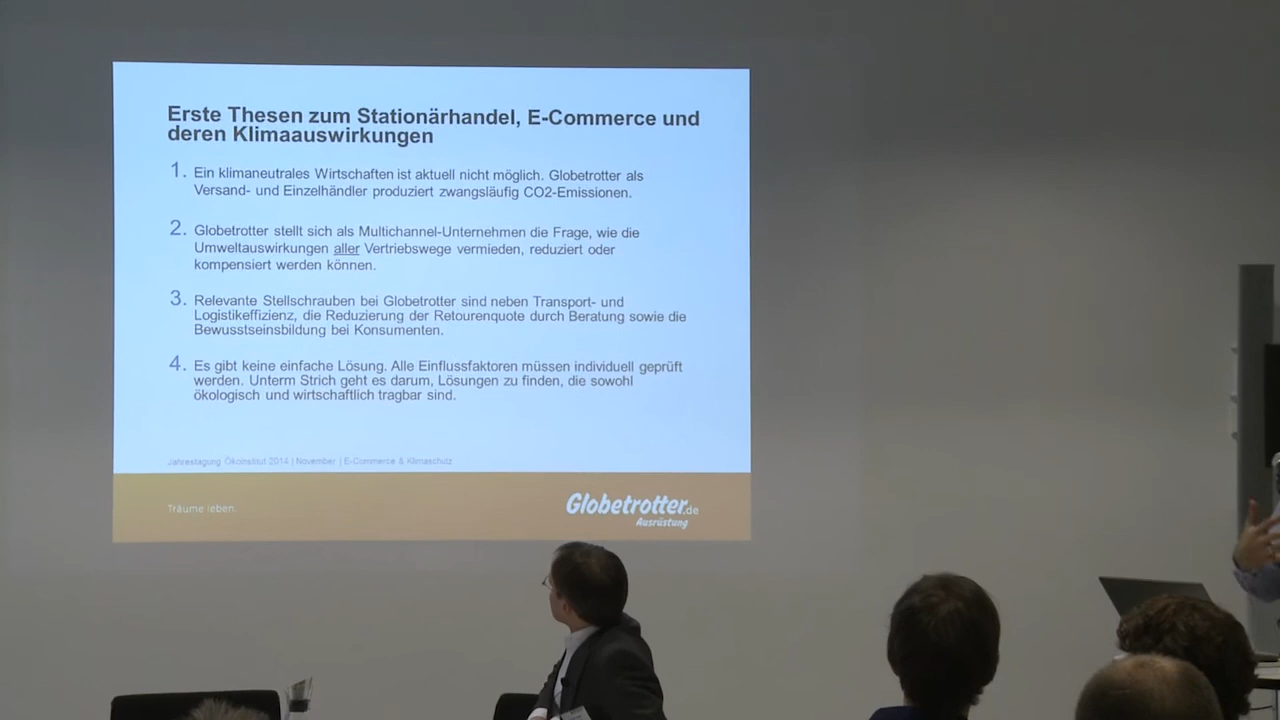 Erste Thesen zum Stationärhandel, E-Commerce und
deren Klimaauswirkungen
1. Ein klimaneutrales Wirtschaften ist aktuell nicht möglich. Globetrotter als
Versand- und Einzelhändler produziert zwangsläufig CO2-Emissionen.
2. Globetrotter stellt sich als Multichannel-Unternehmen die Frage, wie die
Umweltauswirkungen aller Vertriebswege vermieden, reduziert oder
kompensiert werden können.
3. Relevante Stellschrauben bei Globetrotter sind neben Transport- und
Logistikeffizienz, die Reduzierung der Retourenquote durch Beratung sowie die
Bewusstseinsbildung bei Konsumenten.
4. Es gibt keine einfache Lösung. Alle Einflussfaktoren müssen individuell geprüft
werden. Unterm Strich geht es darum, Lösungen zu finden, die sowohl
ökologisch und wirtschaftlich tragbar sind.
Jahrestagung Ökoinstitut 2014 | November | E-Commerce & Klimaschutz
Träume leben.
Globetrotter.de
Ausrüstung